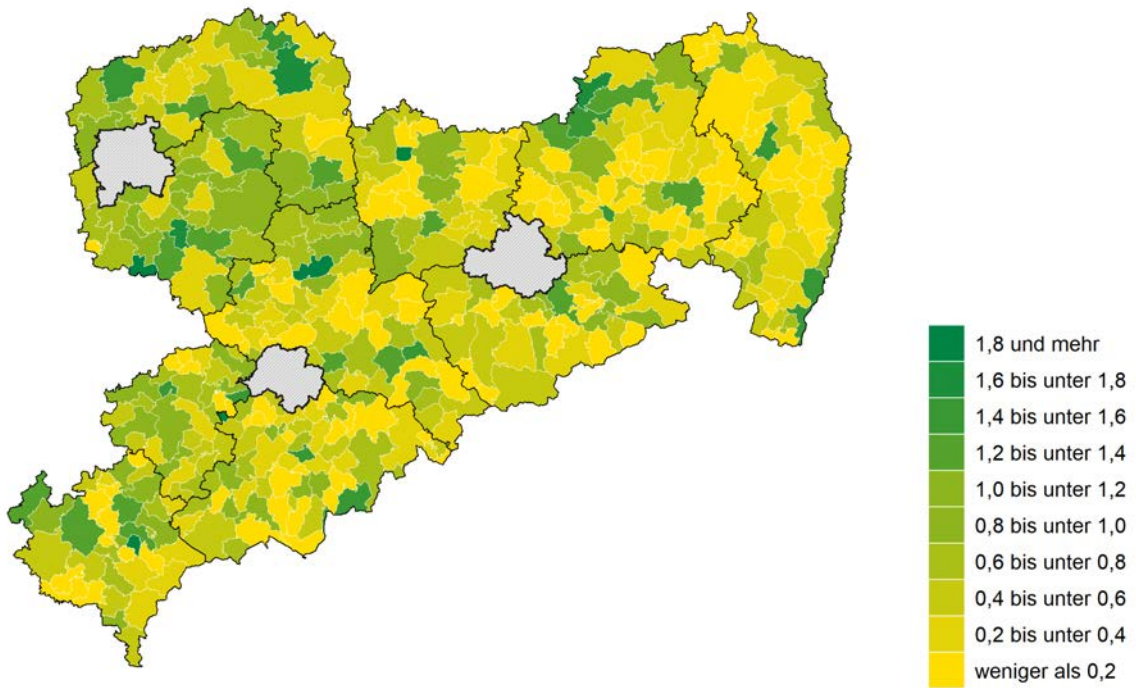 1,8 und mehr
1,6 bis unter 1,8
1,4 bis unter 1,6
1,2 bis unter 1,4
1,0 bis unter 1,2
0,8 bis unter 1,0
0,6 bis unter 0,8
0,4 bis unter 0,6
0,2 bis unter 0,4
weniger als 0,2